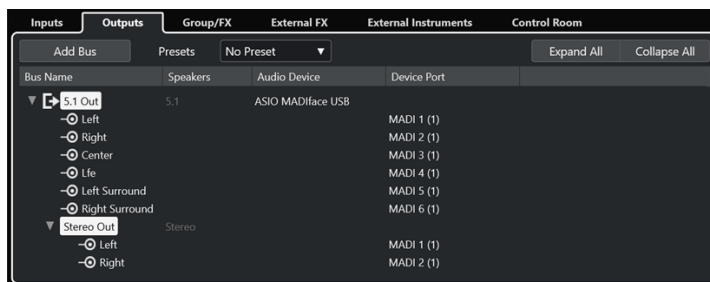 Inputs Outputs Group/FX External FX External Instruments Control Room
Add Bus Presets No Preset Expand All Collapse All
Bus Name Speakers Audio Device Device Port
5.1 Out 5.1 ASIO MADIface USB
Left MADI 1 (1)
Right MADI 2 (1)
Center MADI 3 (1)
Lfe MADI 4 (1)
Left Surround MADI 5 (1)
Right Surround MADI 6 (1)
Stereo Out Stereo
Left MADI 1 (1)
Right MADI 2 (1)